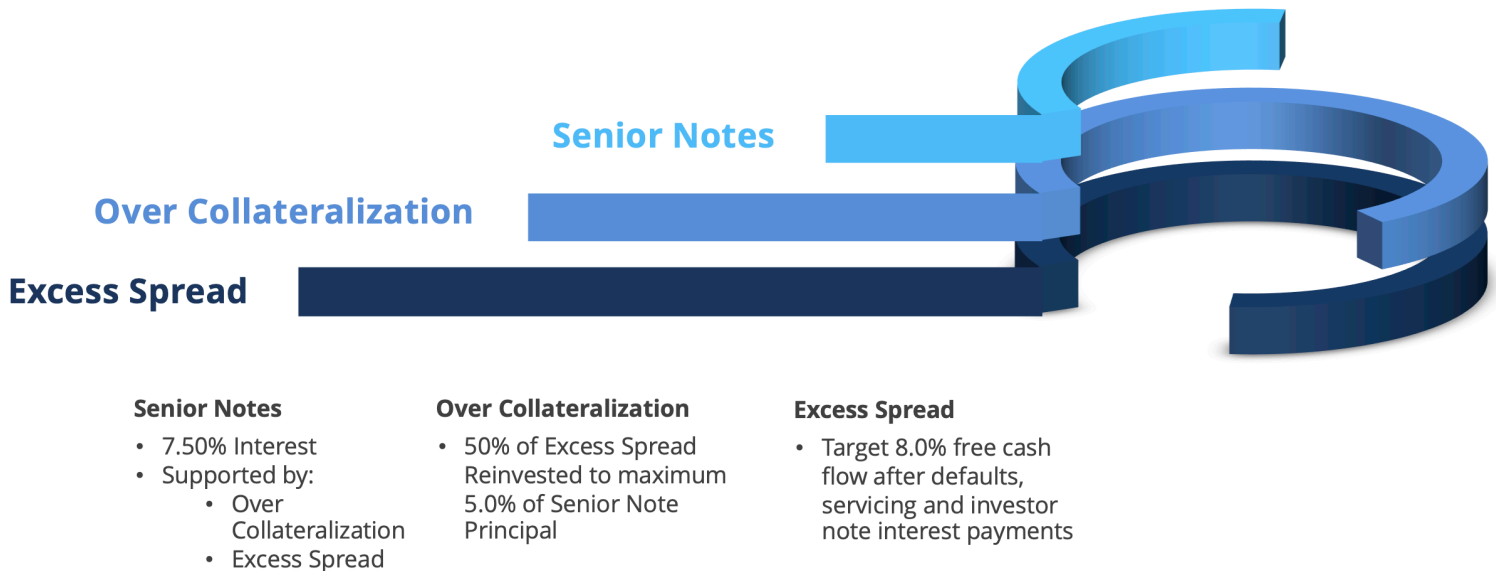 Senior Notes
Over Collateralization
Excess Spread
Senior Notes
• 7.50% Interest
• Supported by:
• Over
Collateralization
• Excess Spread
Over Collateralization
• 50% of Excess Spread
Reinvested to maximum
5.0% of Senior Note
Principal
Excess Spread
• Target 8.0% free cash
flow after defaults,
servicing and investor
note interest payments